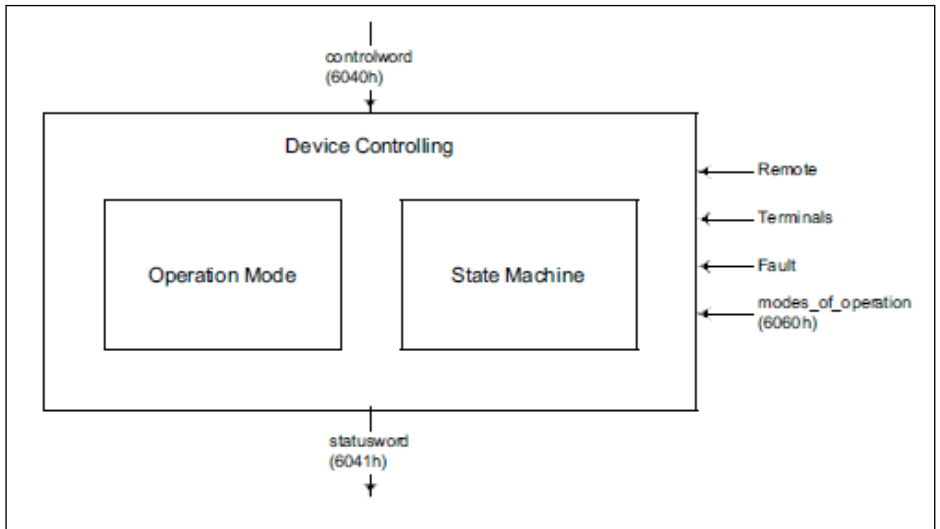 controlword
(6040h)
Device Controlling
Remote
Terminals
Operation Mode
State Machine
Fault
modes_of_operation
(6060h)
statusword
(6041h)